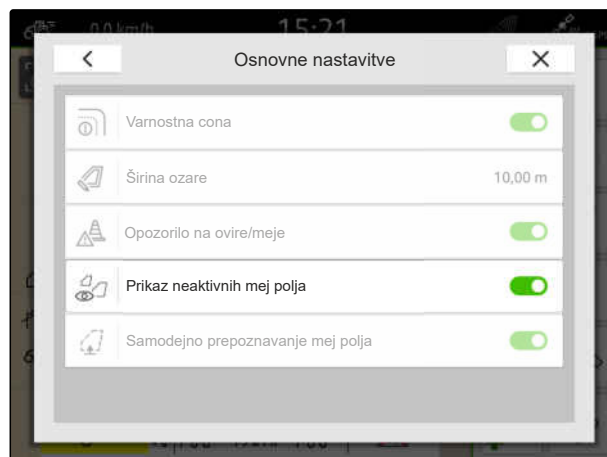 0,0 km/h 15:21
Osnovne nastavitve
Varnostna cona
Širina ozare 10,00 m
Opozorilo na ovire/meje
Prikaz neaktivnih mej polja
Samodejno prepoznavanje mej polja